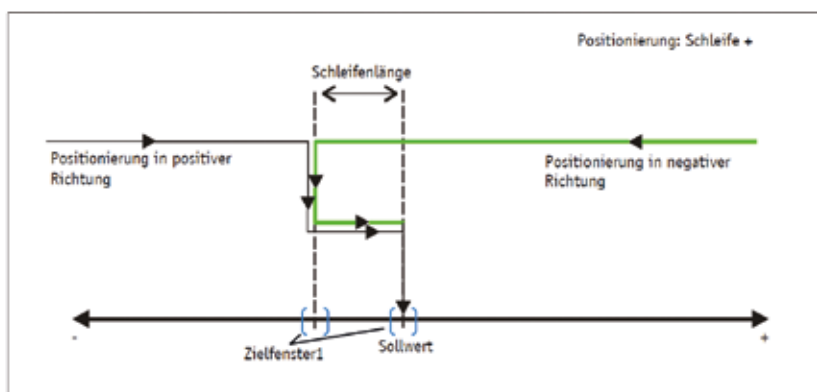 Positionierung: Schleife +
Schleifenlänge
Positionierung in positiver
Richtung
Positionierung in negativer
Richtung
-
+
Zielfenster1
Sollwert